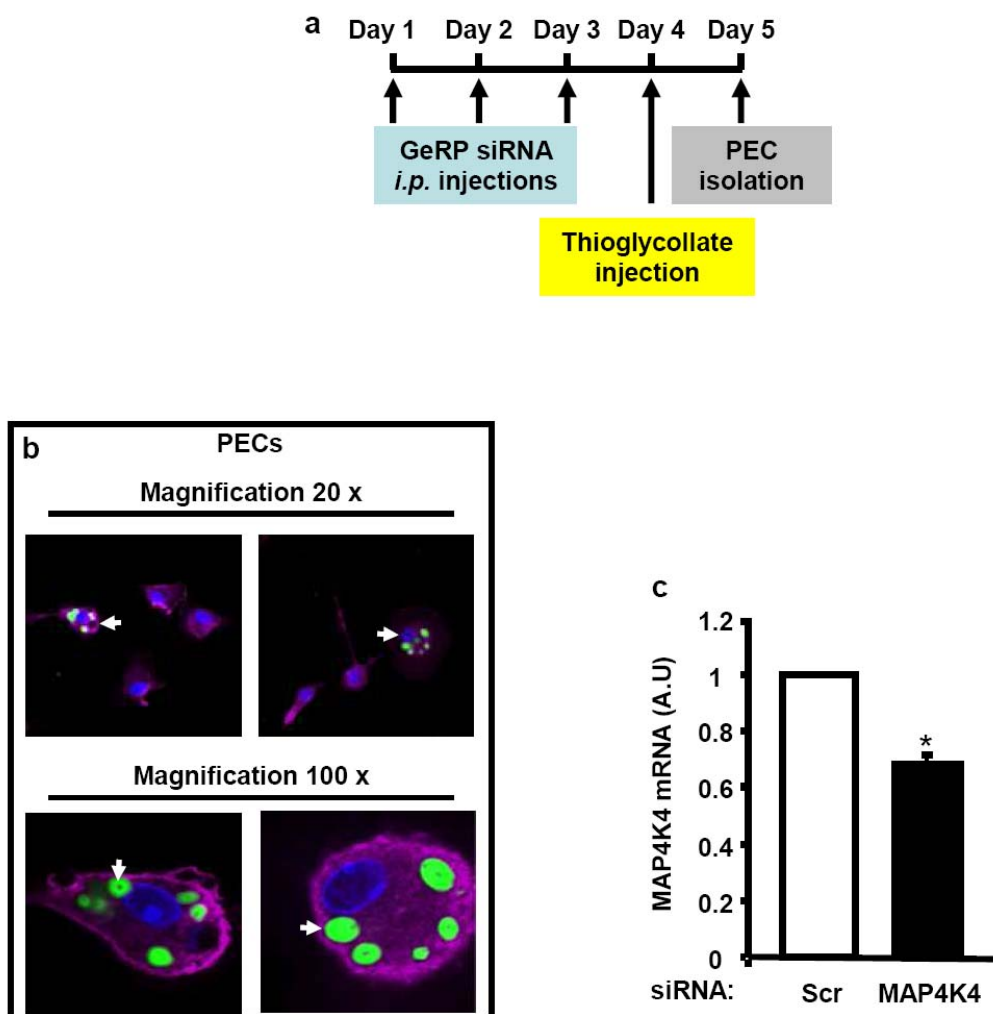 a
Day 1 Day 2 Day 3 Day 4 Day 5
GeRP siRNA
i.p. injections
PEC
isolation
Thioglycollate
injection
b
PECs
Magnification 20 x
Magnification 100 x
c
MAP4K4 mRNA (A.U)
1.2
1
0.8
0.6
0.4
0.2
0
*
siRNA: Scr MAP4K4